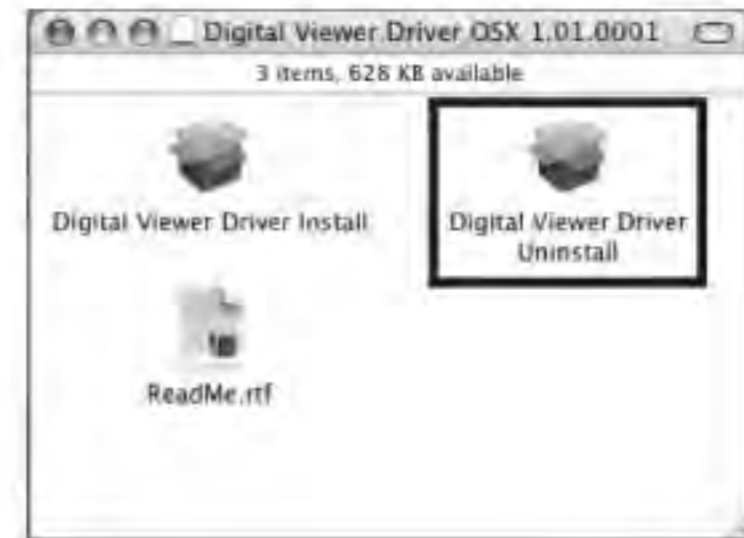 Digital Viewer Driver OSX 1.01.0001
3 items, 628 KB available
Digital Viewer Driver Install
Digital Viewer Driver
Uninstall
ReadMe.rtf